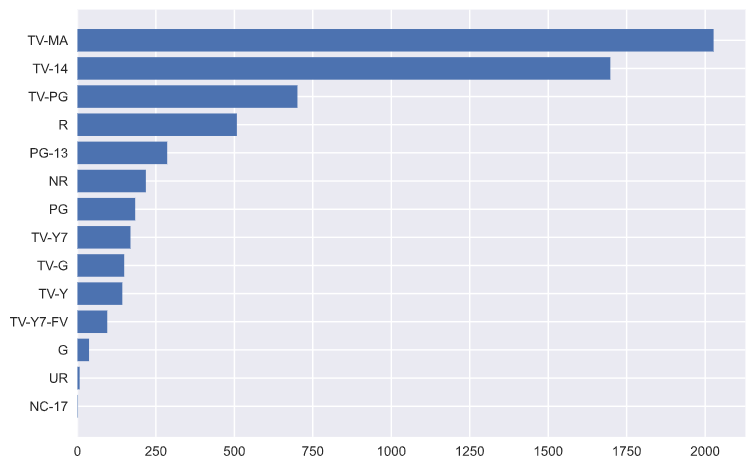 TV-MA
TV-14
TV-PG
R
PG-13
NR
PG
TV-Y7
TV-G
TV-Y
TV-Y7-FV
G
UR
NC-17
0 250 500 750 1000 1250 1500 1750 2000